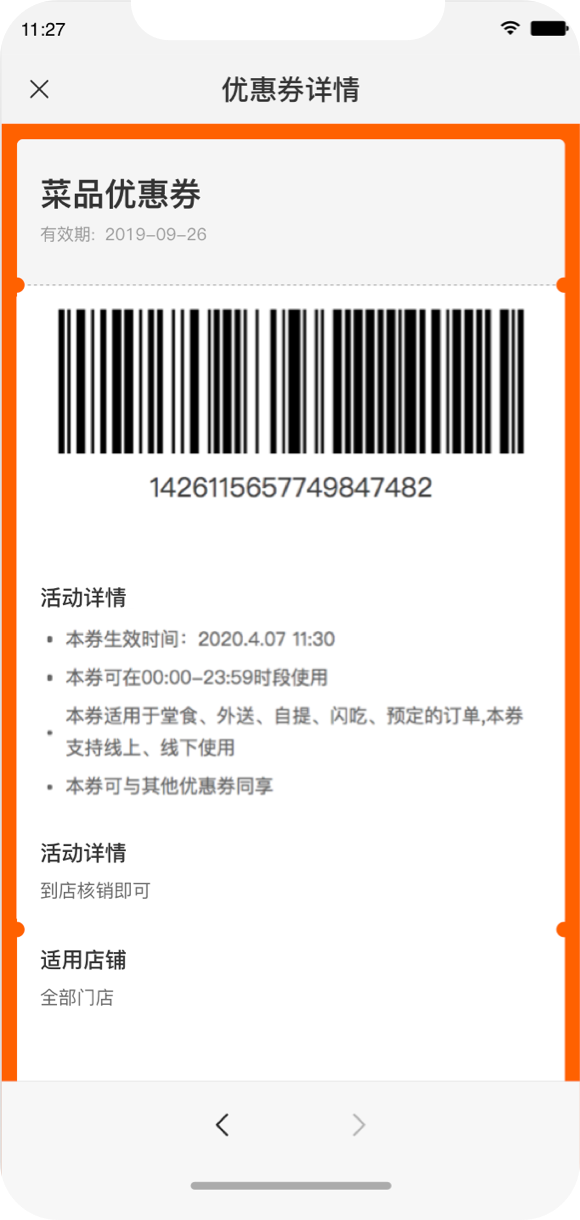 11:27
优惠券详情
菜品优惠券
有效期: 2019-09-26
1426115657749847482
活动详情
• 本券生效时间：2020.4.07 11:30
• 本券可在00:00-23:59时段使用
• 本券适用于堂食、外送、自提、闪吃、预定的订单,本券
支持线上、线下使用
• 本券可与其他优惠券同享
活动详情
到店核销即可
适用店铺
全部门店